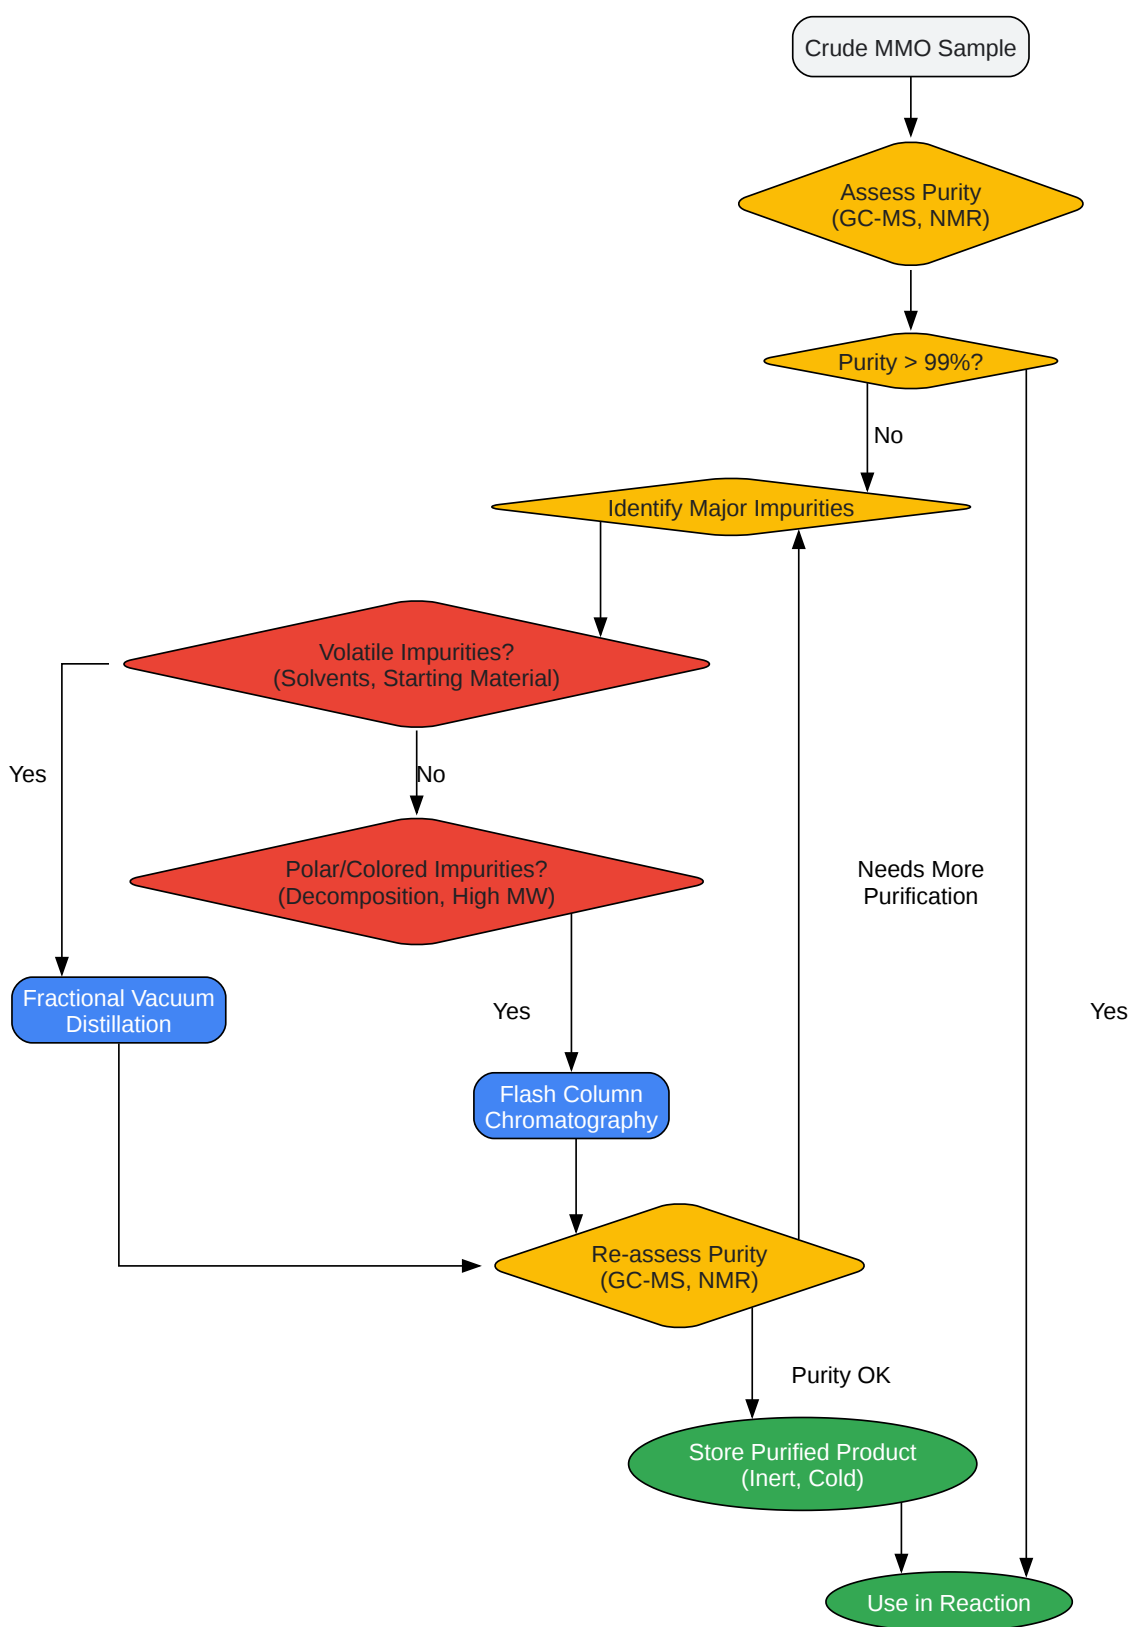 Crude MMO Sample
Assess Purity
(GC-MS, NMR)
Purity > 99%?
No
Identify Major Impurities
Volatile Impurities?
(Solvents, Starting Material)
Yes
No
Polar/Colored Impurities?
(Decomposition, High MW)
Needs More
Purification
Fractional Vacuum
Distillation
Yes
Yes
Flash Column
Chromatography
Re-assess Purity
(GC-MS, NMR)
Purity OK
Store Purified Product
(Inert, Cold)
Use in Reaction